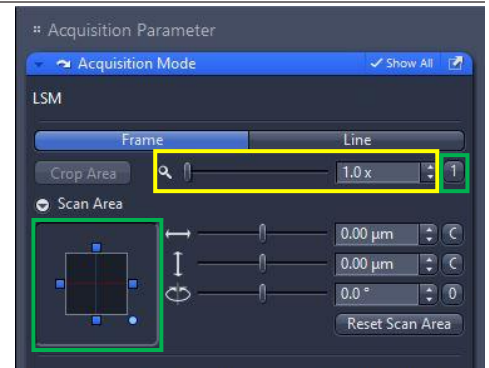 Acquisition Parameter
Acquisition Mode Show All
LSM
Frame Line
Crop Area 1.0 x 1
Scan Area
0.00 µm C
0.00 µm C
0.0 ° 0
Reset Scan Area